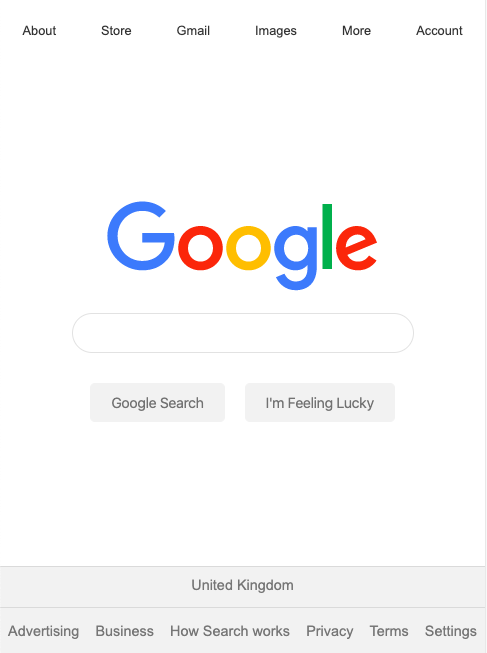 About Store Gmail Images More Account
Google
Google Search I'm Feeling Lucky
United Kingdom
Advertising Business How Search works Privacy Terms Settings